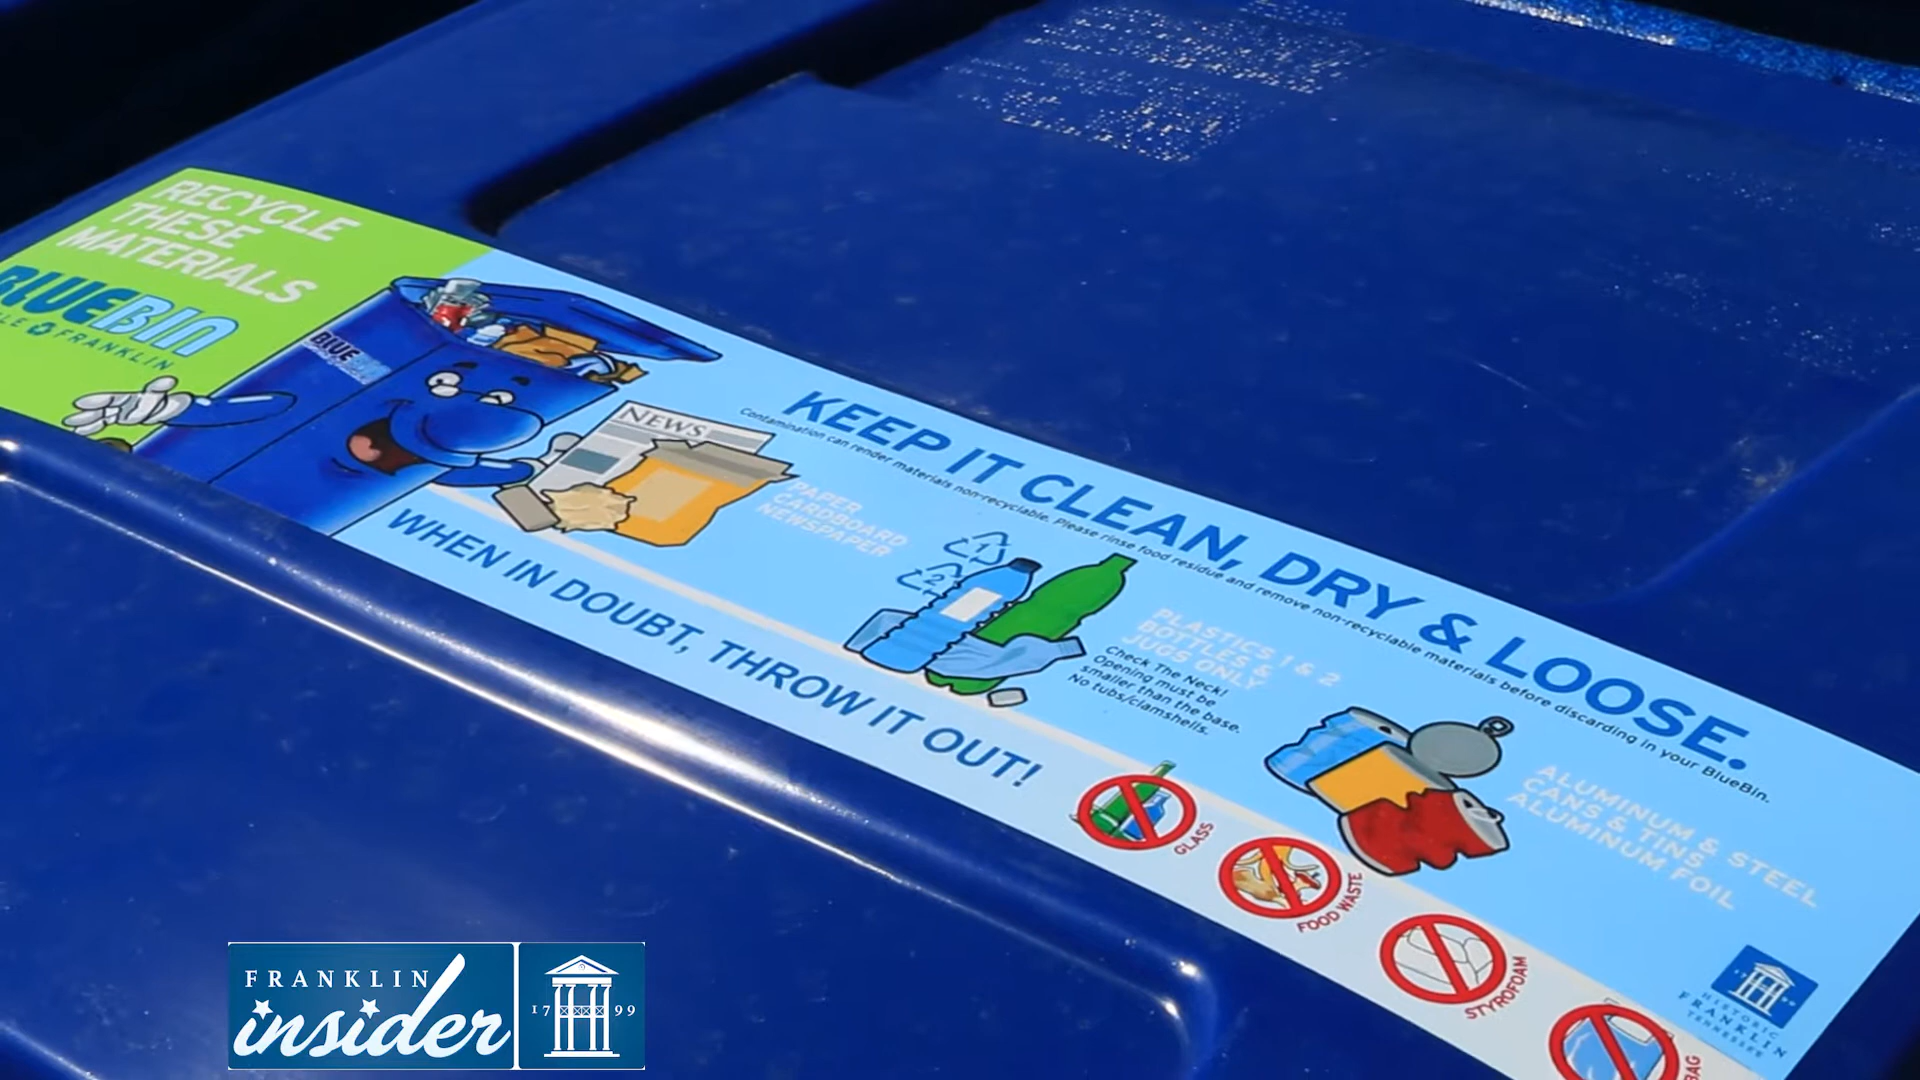 RECYCLE
THESE
MATERIALS
BLUEBIN
FRANKLIN
BLUE
NEWS
KEEP IT CLEAN, DRY & LOOSE.
Contamination can render materials non-recyclable. Please rinse food residue and remove non-recyclable materials before discarding in your BlueBin.
PAPER
CARDBOARD
NEWSPAPER
1
2
PLASTICS 1 & 2
BOTTLES &
JUGS ONLY
Check The Neck!
Opening must be
smaller than the base.
No tubs/clamshells.
ALUMINUM & STEEL
CANS & TINS
ALUMINUM FOIL
WHEN IN DOUBT, THROW IT OUT!
GLASS
FOOD WASTE
STYROFOAM
BAG
HISTORIC
FRANKLIN
TENNESSEE
FRANKLIN
insider
17 99